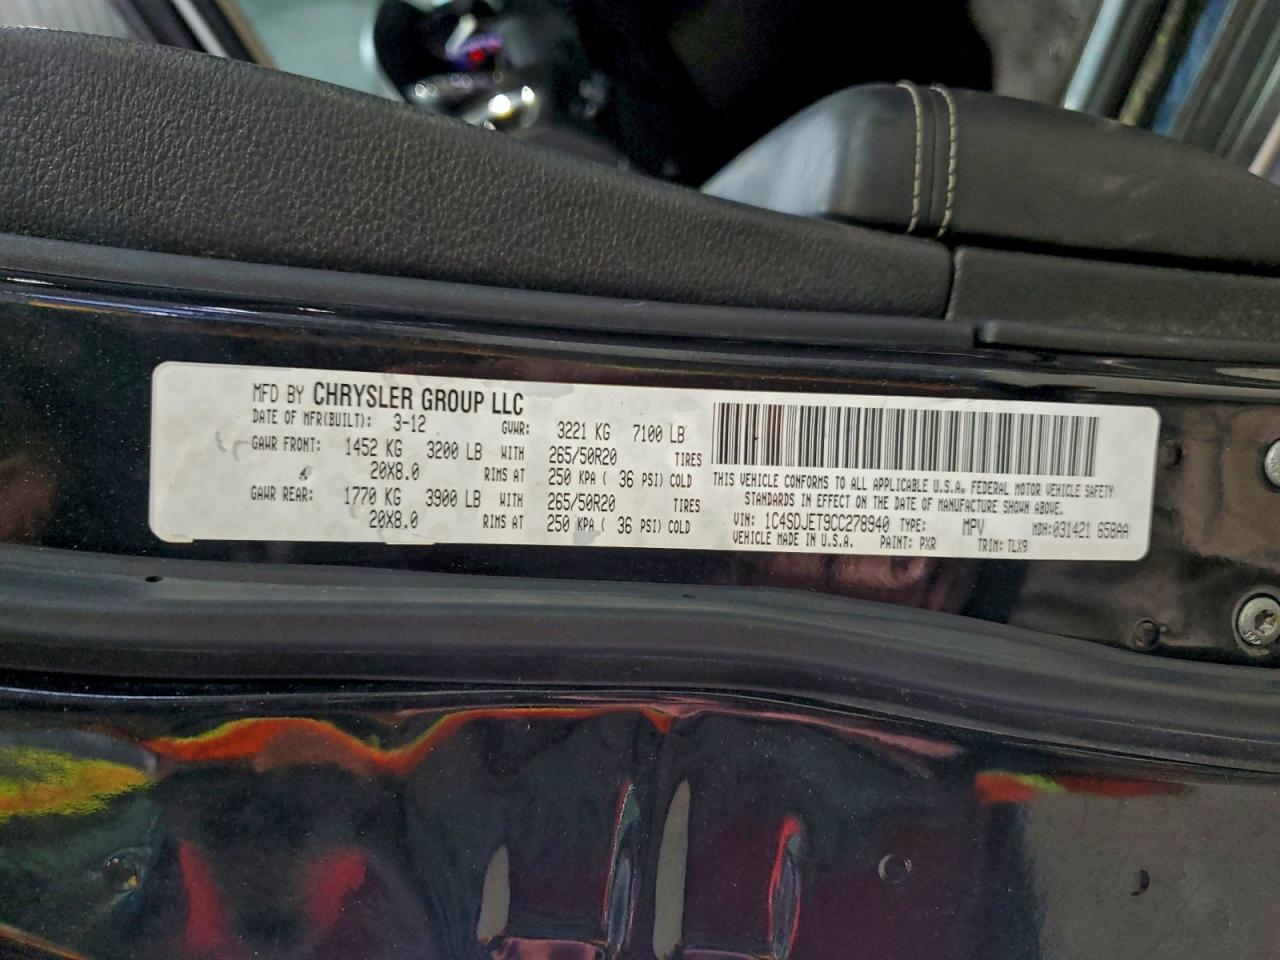 MFD BY CHRYSLER GROUP LLC
DATE OF MFR(BUILT): 3-12 GVWR: 3221 KG 7100 LB
GAWR FRONT: 1452 KG 3200 LB WITH 265/50R20 TIRES
20X8.0 RIMS AT 250 KPA ( 36 PSI) COLD
GAWR REAR: 1770 KG 3900 LB WITH 265/50R20 TIRES
20X8.0 RIMS AT 250 KPA ( 36 PSI) COLD
THIS VEHICLE CONFORMS TO ALL APPLICABLE U.S.A. FEDERAL MOTOR VEHICLE SAFETY
STANDARDS IN EFFECT ON THE DATE OF MANUFACTURE SHOWN ABOVE.
VIN: 1C4SDJET9CC278940 TYPE: MPV MDH:031421 658AA
VEHICLE MADE IN U.S.A. PAINT: PXR TRIM: TLX9